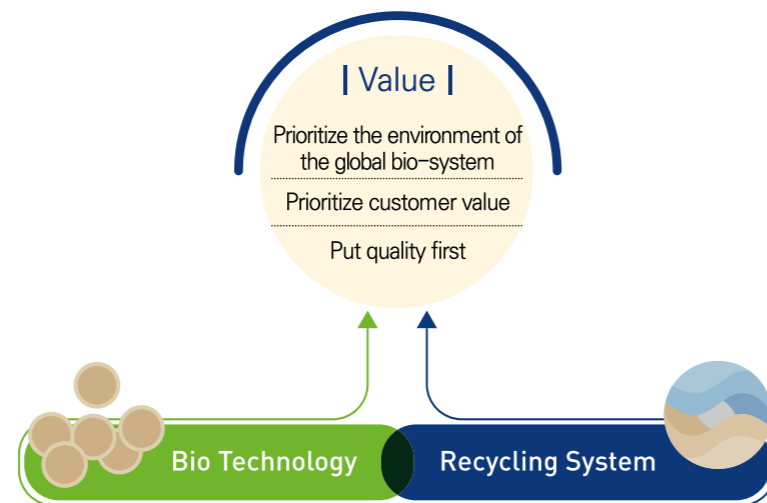 | Value |
Prioritize the environment of
the global bio-system
Prioritize customer value
Put quality first
Bio Technology
Recycling System